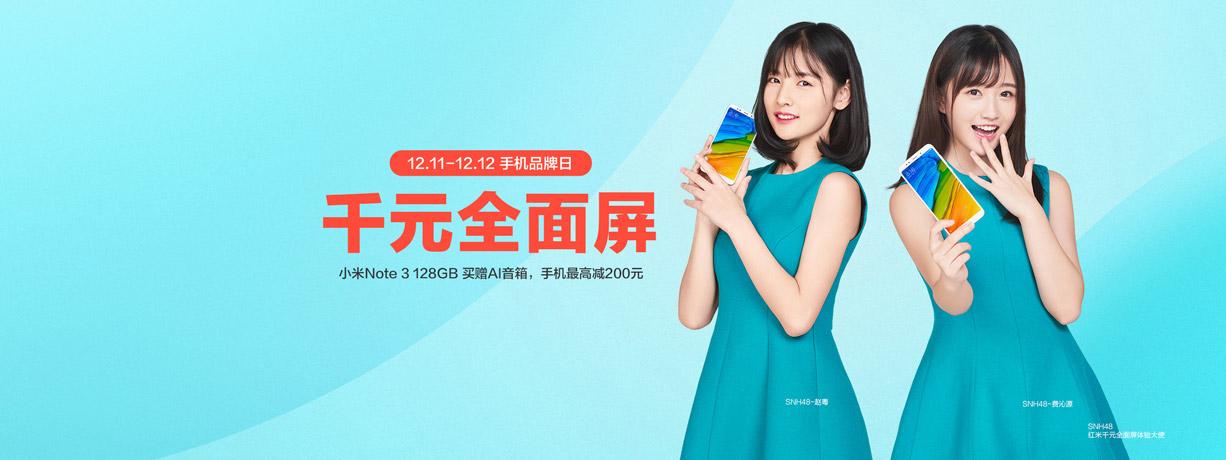 12.11-12.12 手机品牌日
千元全面屏
小米Note 3 128GB 买赠AI音箱，手机最高减200元
SNH48-赵粤
SNH48-费沁源
SNH48
红米千元全面屏体验大使